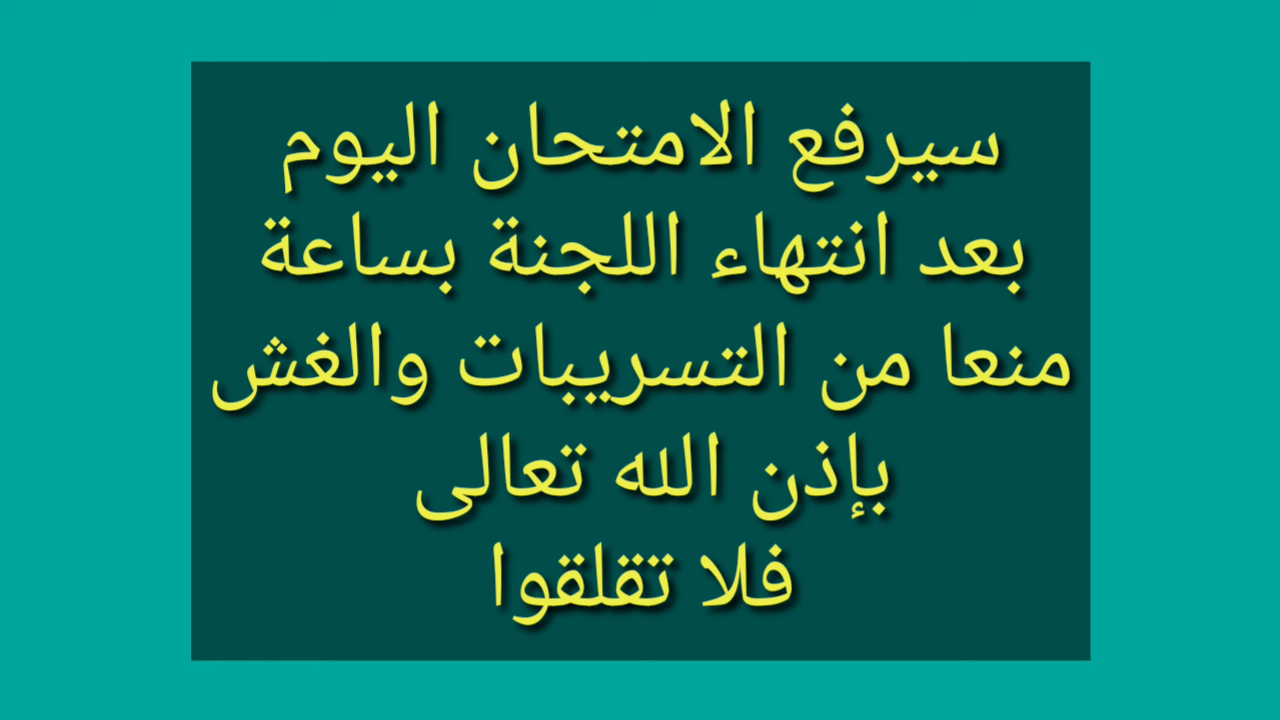 سيرفع الامتحان اليوم
بعد انتهاء اللجنة بساعة
منعا من التسريبات والغش
بإذن الله تعالى
فلا تقلقوا